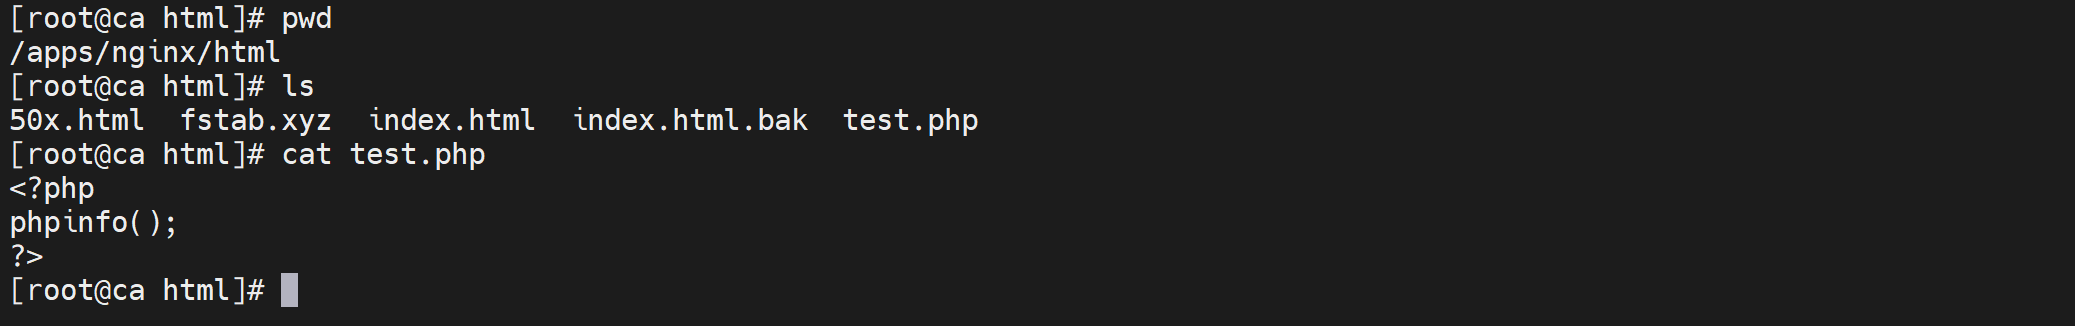 [root@ca html]# pwd
/apps/nginx/html
[root@ca html]# ls
50x.html  fstab.xyz  index.html  index.html.bak  test.php
[root@ca html]# cat test.php
<?php
phpinfo();
?>
[root@ca html]#